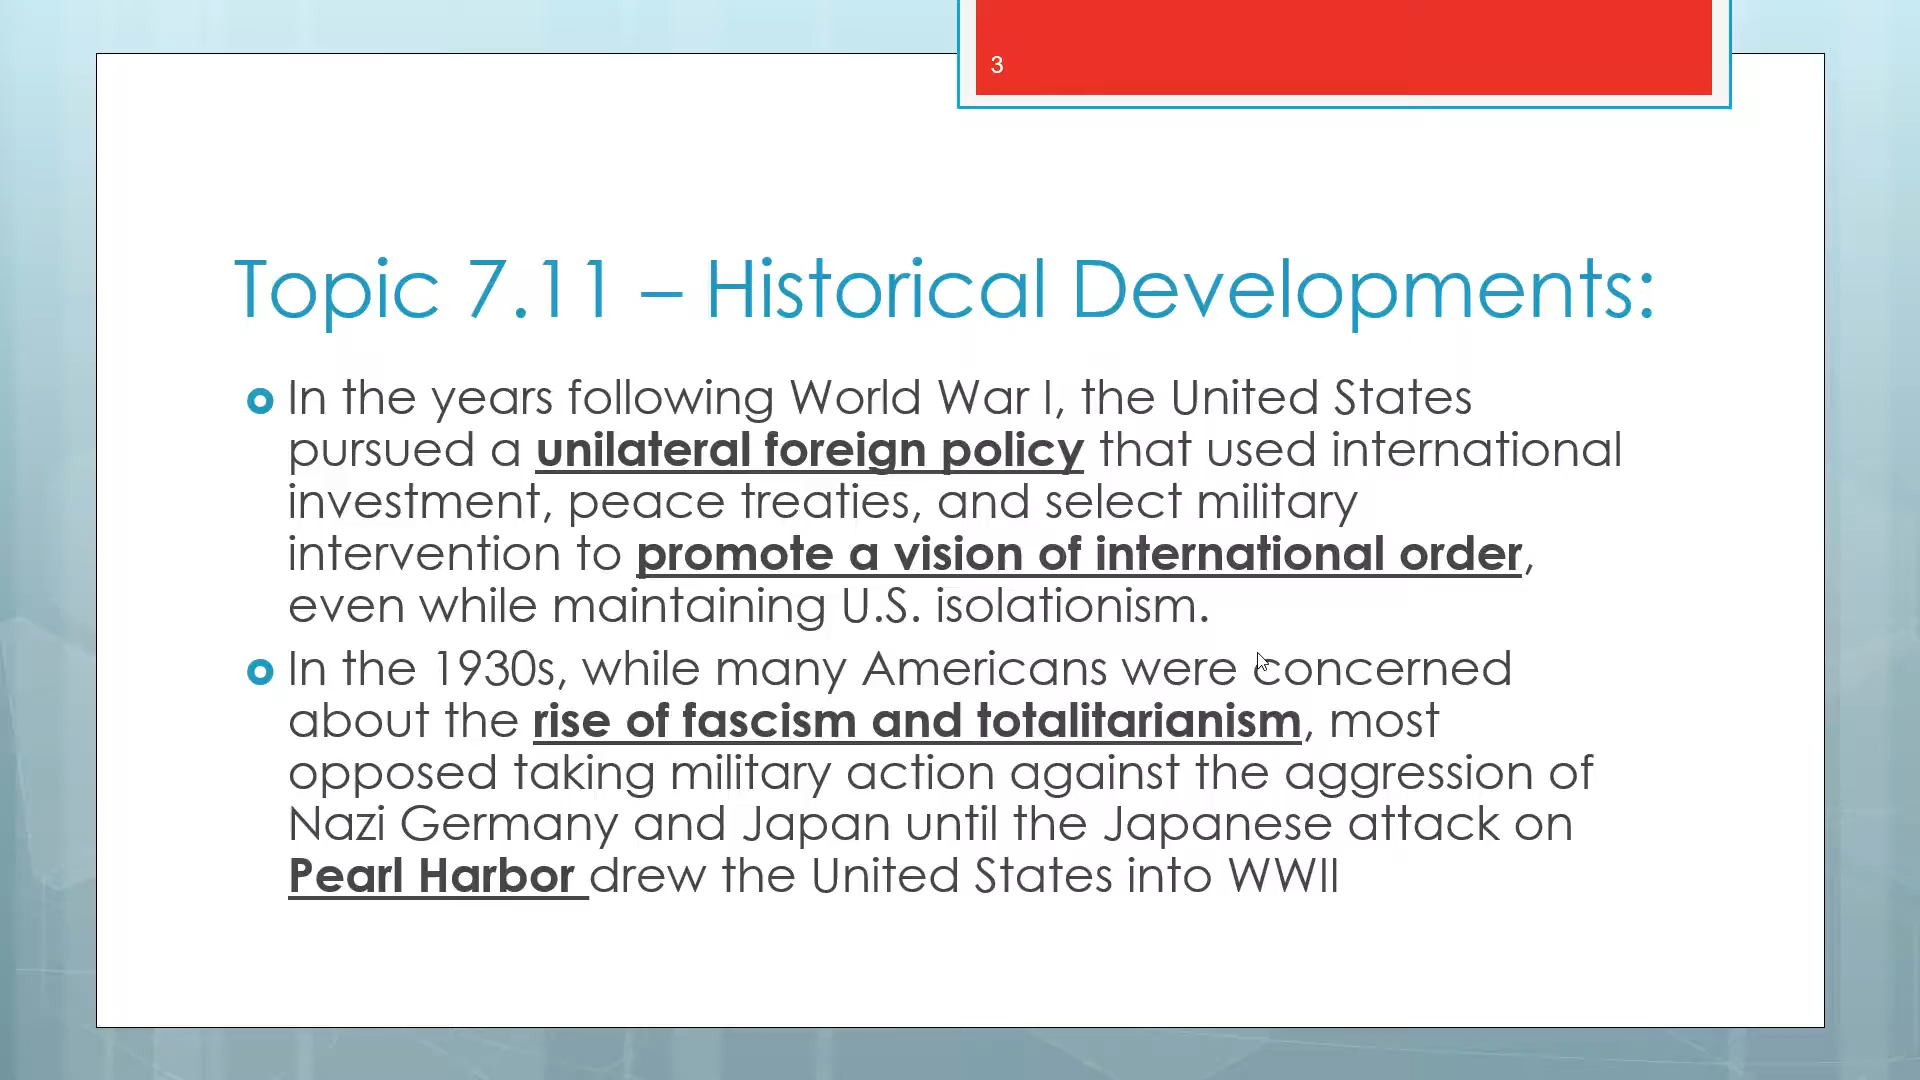 3
Topic 7.11 – Historical Developments:
In the years following World War I, the United States
pursued a unilateral foreign policy that used international
investment, peace treaties, and select military
intervention to promote a vision of international order,
even while maintaining U.S. isolationism.
In the 1930s, while many Americans were concerned
about the rise of fascism and totalitarianism, most
opposed taking military action against the aggression of
Nazi Germany and Japan until the Japanese attack on
Pearl Harbor drew the United States into WWII